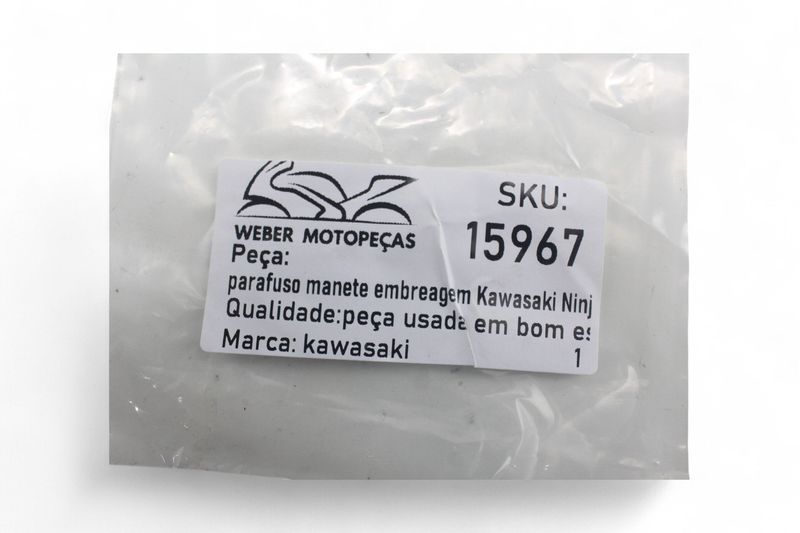 WEBER MOTOPEÇAS
SKU:
15967
Peça:
parafuso manete embreagem Kawasaki Ninj
Qualidade:peça usada em bom es
Marca: kawasaki
1